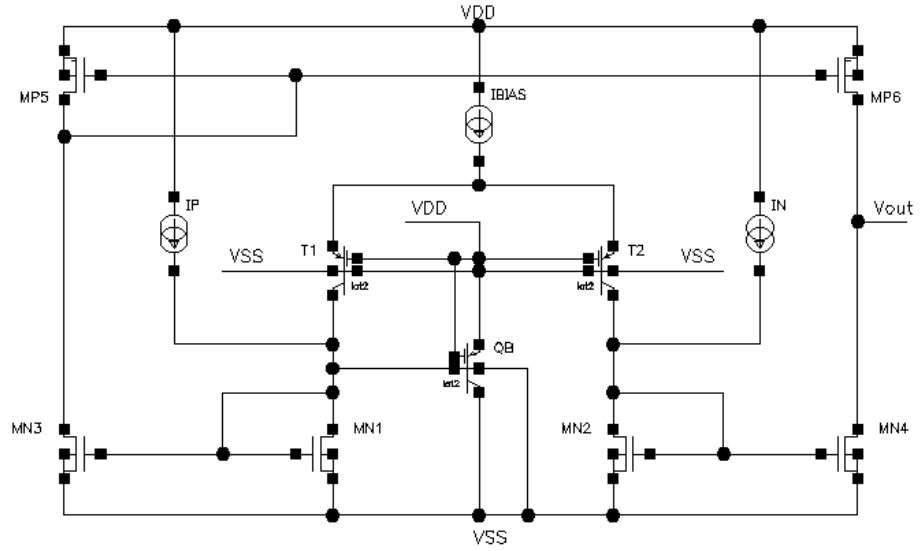 VDD
MP5
IBIAS
MP6
IP
VDD
IN
Vout
VSS
T1
T2
VSS
lat2
lat2
QB
lat2
MN3
MN1
MN2
MN4
VSS